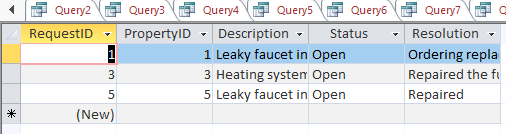 Query2 Query3 Query4 Query5 Query6 Query7
RequestID PropertyID Description Status Resolution
1 1 Leaky faucet in Open Ordering repla
3 3 Heating system Open Repaired the fu
5 5 Leaky faucet in Open Repaired
* (New)